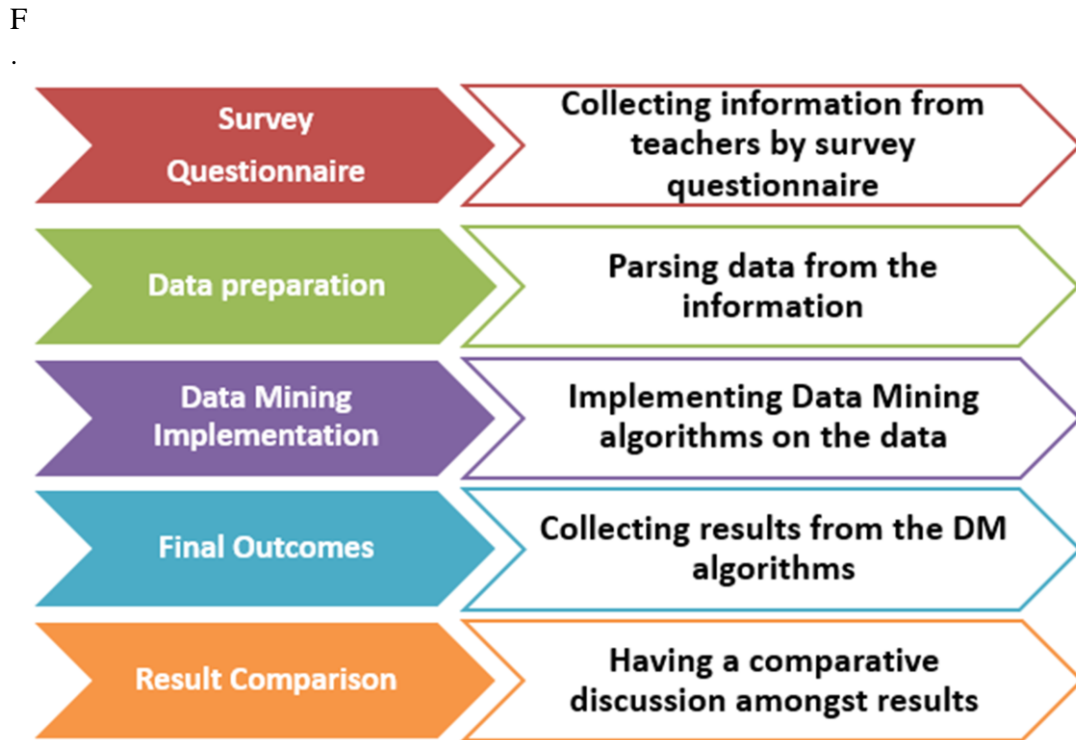 F
.
Survey
Questionnaire
Collecting information from
teachers by survey
questionnaire
Data preparation
Parsing data from the
information
Data Mining
Implementation
Implementing Data Mining
algorithms on the data
Final Outcomes
Collecting results from the DM
algorithms
Result Comparison
Having a comparative
discussion amongst results